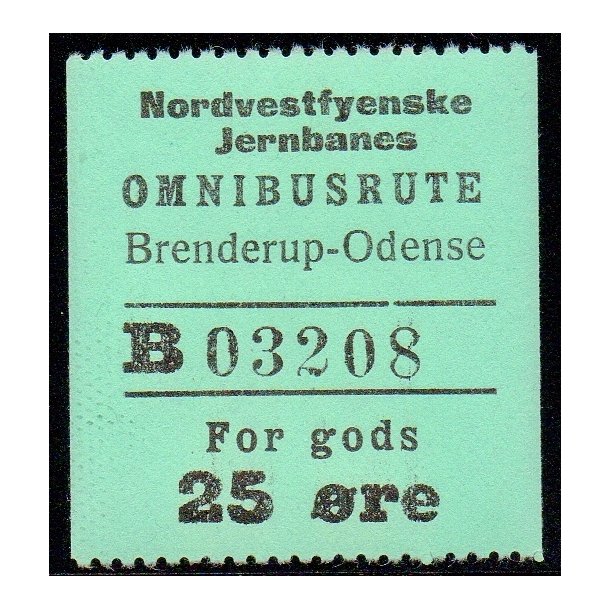 Nordvestfyenske
Jernbanes
OMNIBUSRUTE
Brenderup-Odense
B 03208
For gods
25 øre